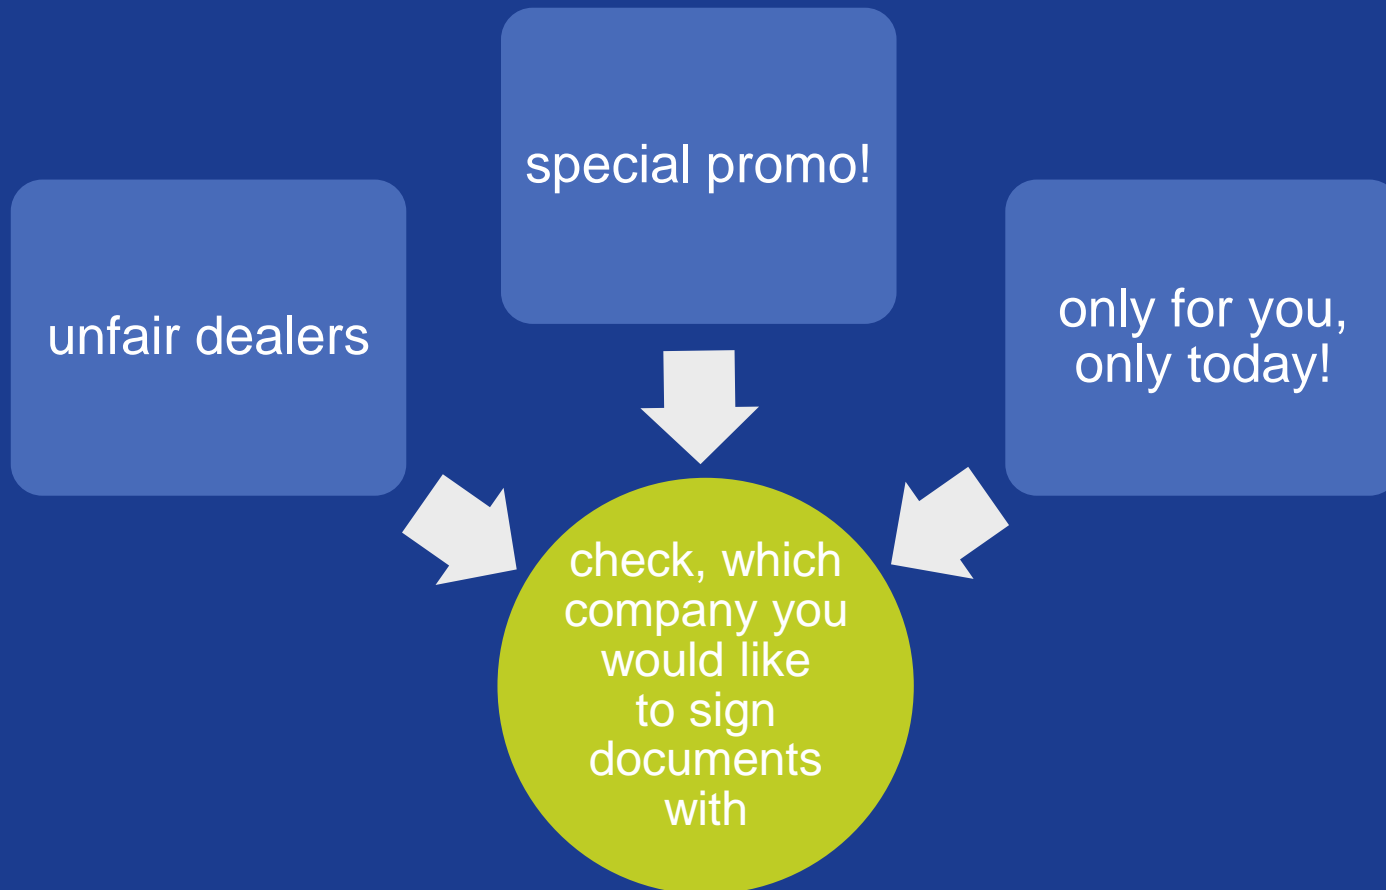 special promo!
unfair dealers
only for you,
only today!
check, which
company you
would like
to sign
documents
with